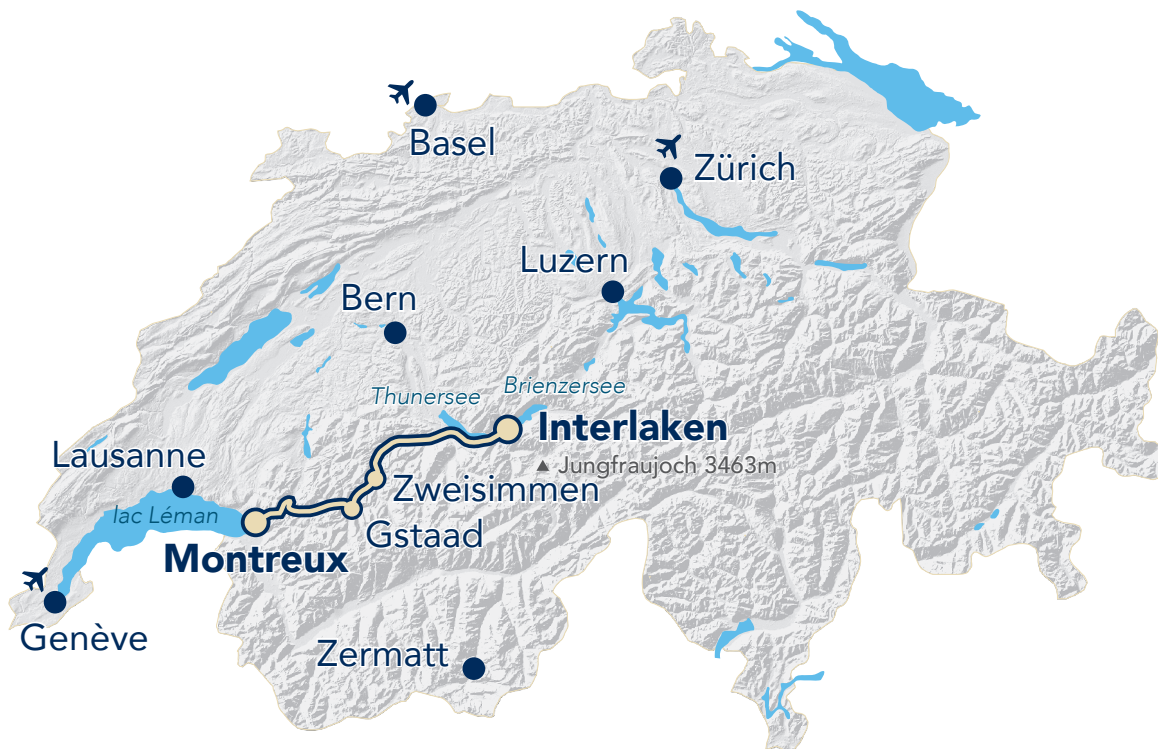 Basel
Zürich
Luzern
Bern
Thunersee
Brienzersee
Interlaken
▲ Jungfraujoch 3463m
Lausanne
Zweisimmen
lac Léman
Gstaad
Montreux
Genève
Zermatt